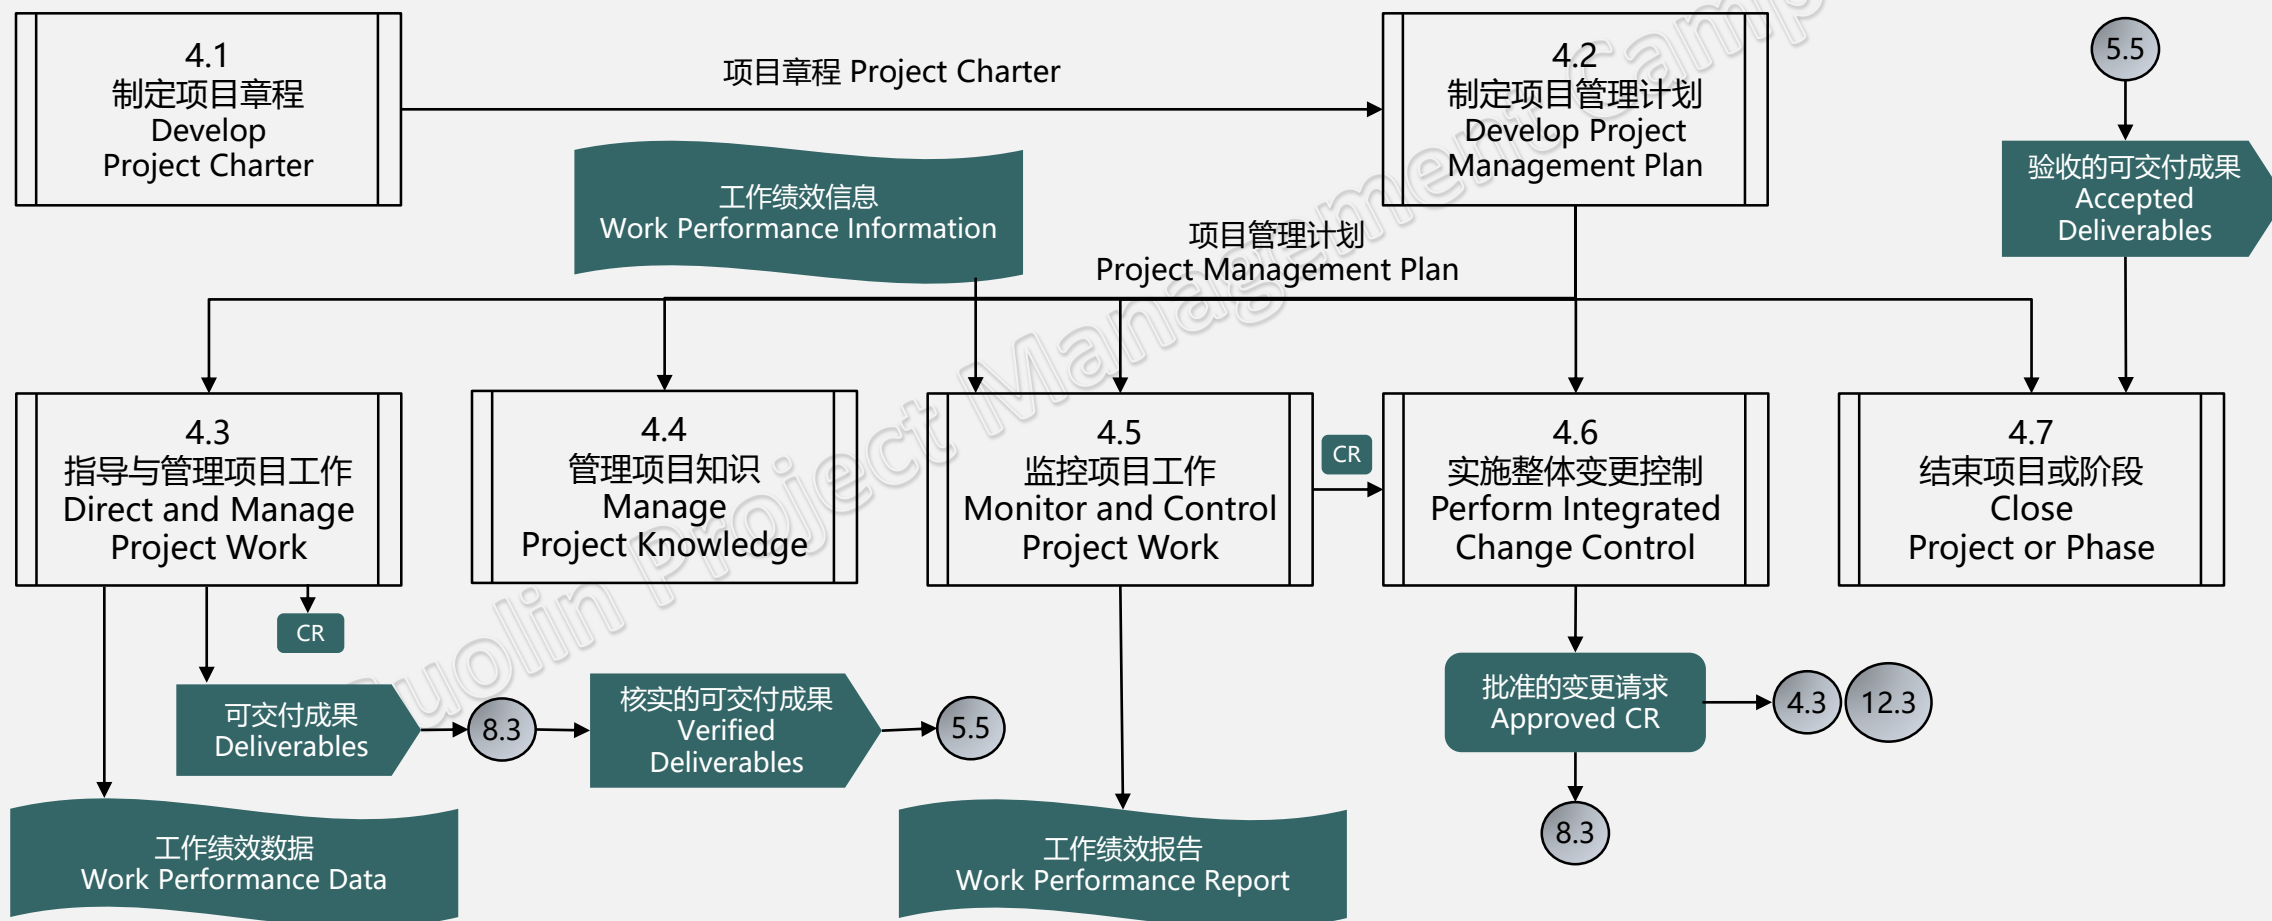 4.1
制定项目章程
Develop
Project Charter
项目章程 Project Charter
4.2
制定项目管理计划
Develop Project
Management Plan
5.5
验收的可交付成果
Accepted
Deliverables
工作绩效信息
Work Performance Information
项目管理计划
Project Management Plan
4.3
指导与管理项目工作
Direct and Manage
Project Work
4.4
管理项目知识
Manage
Project Knowledge
4.5
监控项目工作
Monitor and Control
Project Work
CR
4.6
实施整体变更控制
Perform Integrated
Change Control
4.7
结束项目或阶段
Close
Project or Phase
CR
可交付成果
Deliverables
8.3
核实的可交付成果
Verified
Deliverables
5.5
批准的变更请求
Approved CR
4.3
12.3
8.3
工作绩效数据
Work Performance Data
工作绩效报告
Work Performance Report
Project Management Camp